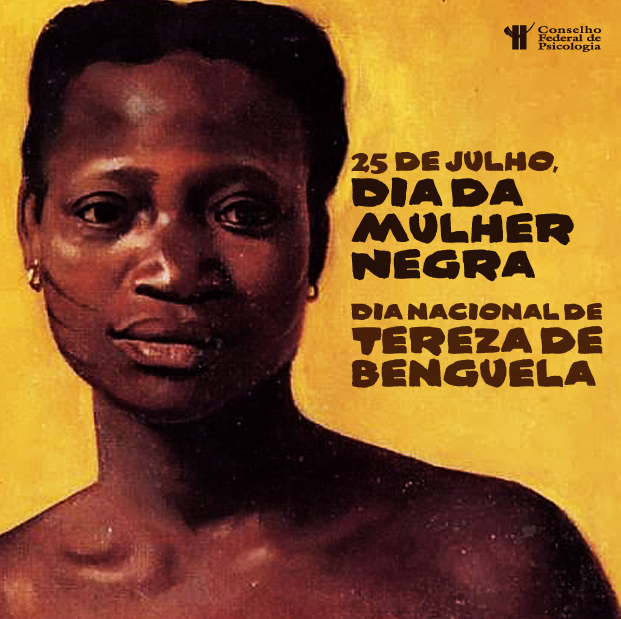 Conselho
Federal de
Psicologia
25 DE JULHO,
DIA DA
MULHER
NEGRA
DIA NACIONAL DE
TEREZA DE
BENGUELA